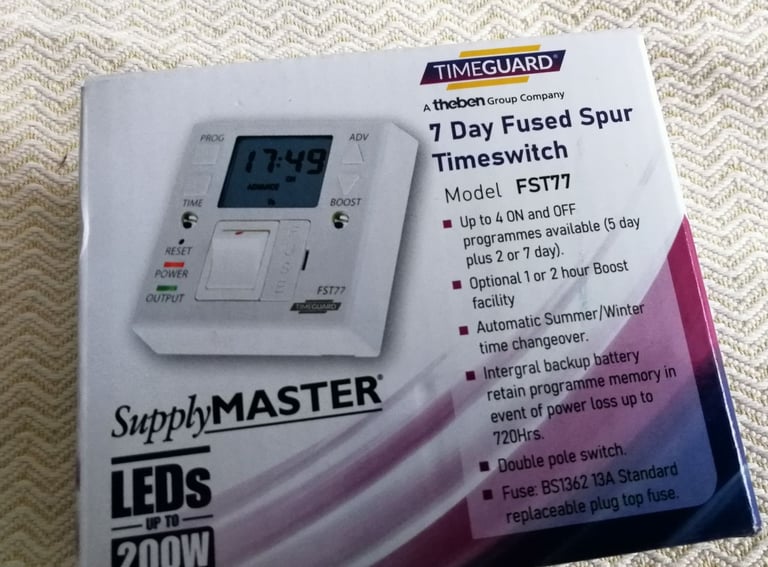 TIMEGUARD®
A theben Group Company
7 Day Fused Spur
Timeswitch
Model FST77
Up to 4 ON and OFF
programmes available (5 day
plus 2 or 7 day).
Optional 1 or 2 hour Boost
facility
Automatic Summer/Winter
time changeover.
Intergral backup battery
retain programme memory in
event of power loss up to
720Hrs.
Double pole switch.
Fuse: BS1362 13A Standard
replaceable plug top fuse.
PROG
ADV
17:49
ADVANCE ON
Th
TIME
BOOST
RESET
POWER
OUTPUT
FUSE
FST77
TIMEGUARD
SupplyMASTER®
LEDs
UP TO
200W